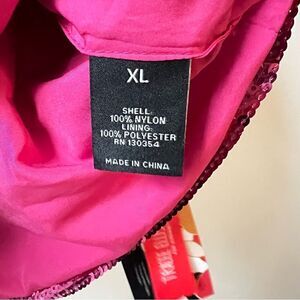 XL
SHELL:
100% NYLON
LINING:
100% POLYESTER
RN 130354
MADE IN CHINA